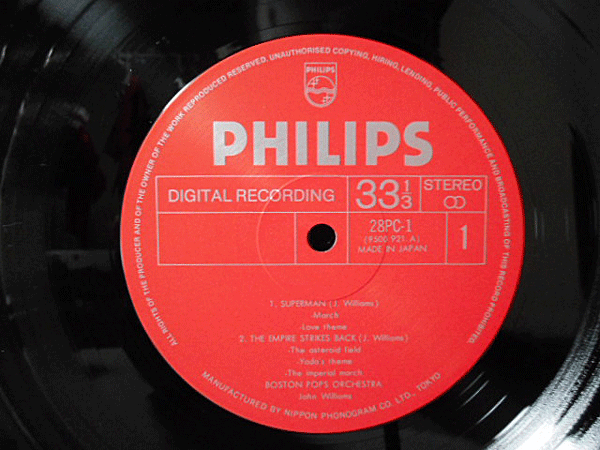 ALL RIGHTS OF THE PRODUCER AND OF THE OWNER OF THE WORK REPRODUCED RESERVED. UNAUTHORISED COPYING, HIRING, LENDING, PUBLIC PERFORMANCE AND BROADCASTING OF THIS RECORD PROHIBITED.
PHILIPS
PHILIPS
DIGITAL RECORDING
33 1/3
STEREO
28PC-1
(9500 921 A)
MADE IN JAPAN
1
1. SUPERMAN (J. Williams)
-March
-Love theme
2. THE EMPIRE STRIKES BACK (J. Williams)
-The asteroid field
-Yoda's theme
-The imperial march
BOSTON POPS ORCHESTRA
John Williams
MANUFACTURED BY NIPPON PHONOGRAM CO. LTD., TOKYO